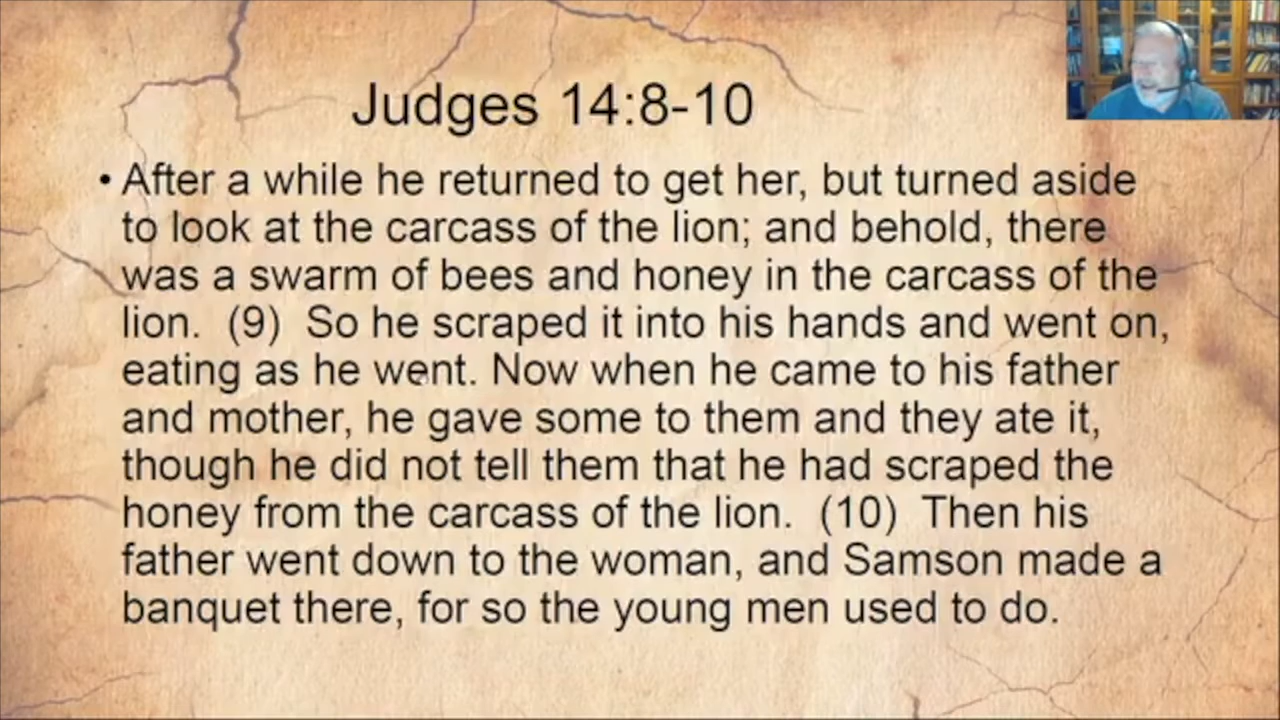 Judges 14:8-10
• After a while he returned to get her, but turned aside
to look at the carcass of the lion; and behold, there
was a swarm of bees and honey in the carcass of the
lion.  (9)  So he scraped it into his hands and went on,
eating as he went. Now when he came to his father
and mother, he gave some to them and they ate it,
though he did not tell them that he had scraped the
honey from the carcass of the lion.  (10)  Then his
father went down to the woman, and Samson made a
banquet there, for so the young men used to do.